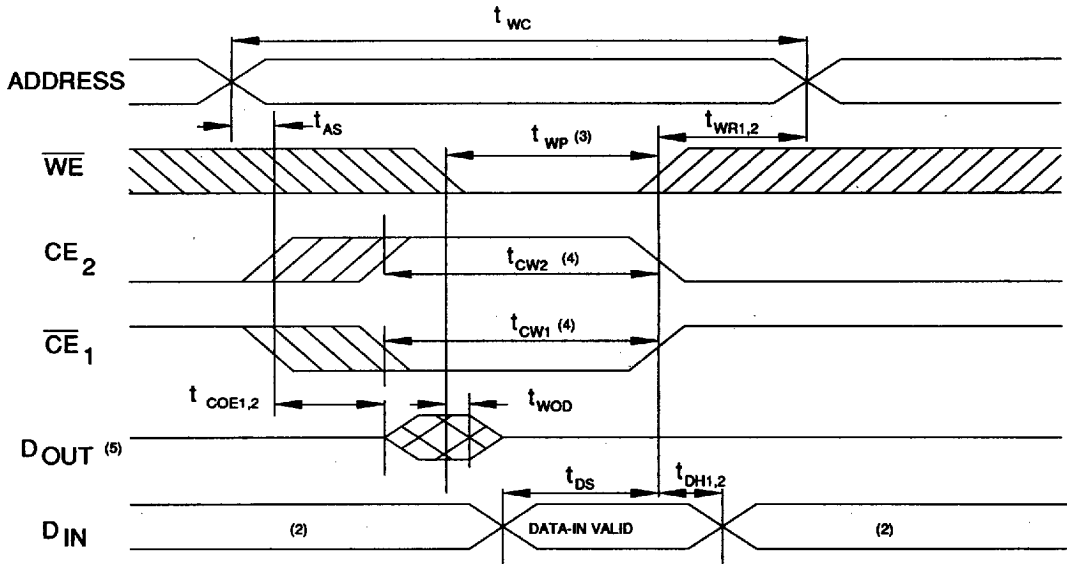 t WC
ADDRESS
t AS
t WP (3)
t WR1,2
WE
CE 2
t CW2 (4)
CE 1
t CW1 (4)
t COE1,2
t WOD
D OUT (5)
t DS
t DH1,2
D IN
(2)
DATA-IN VALID
(2)